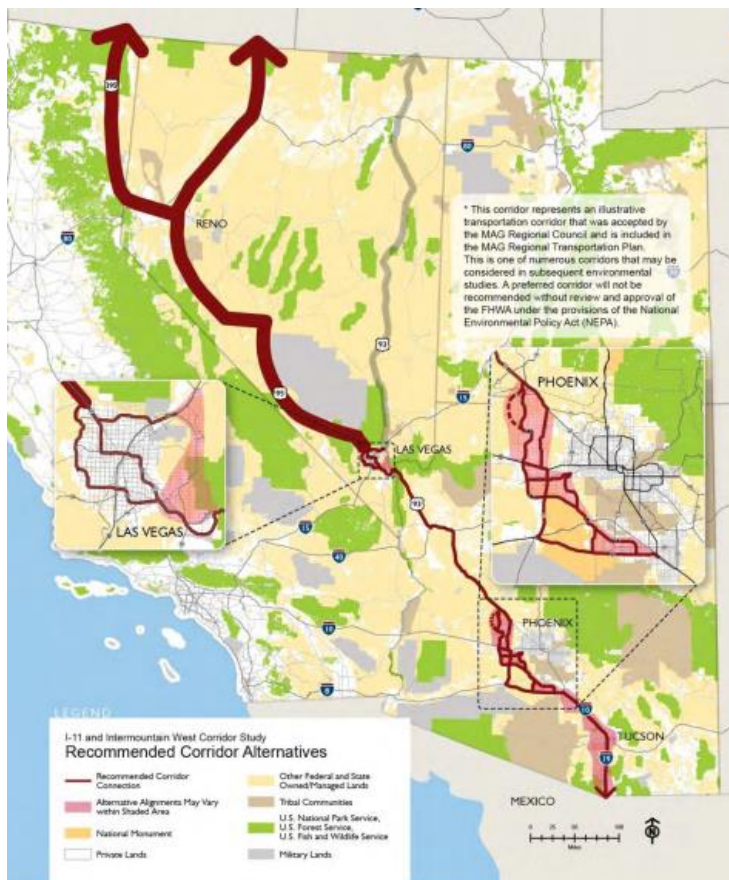 395
80
RENO
80
* This corridor represents an illustrative
transportation corridor that was accepted by
the MAG Regional Council and is included in
the MAG Regional Transportation Plan.
This is one of numerous corridors that may be
considered in subsequent environmental
studies. A preferred corridor will not be
recommended without review and approval of
the FHWA under the provisions of the National
Environmental Policy Act (NEPA).
93
95
15
PHOENIX
LAS VEGAS
LAS VEGAS
93
15
40
10
PHOENIX
8
10
TUCSON
19
MEXICO
LEGEND
I-11 and Intermountain West Corridor Study
Recommended Corridor Alternatives
Recommended Corridor
Connection
Alternative Alignments May Vary
within Shaded Area
National Monument
Private Lands
Other Federal and State
Owned/Managed Lands
Tribal Communities
U.S. National Park Service,
U.S. Forest Service,
U.S. Fish and Wildlife Service
Military Lands
0 25 50 100
Miles
N